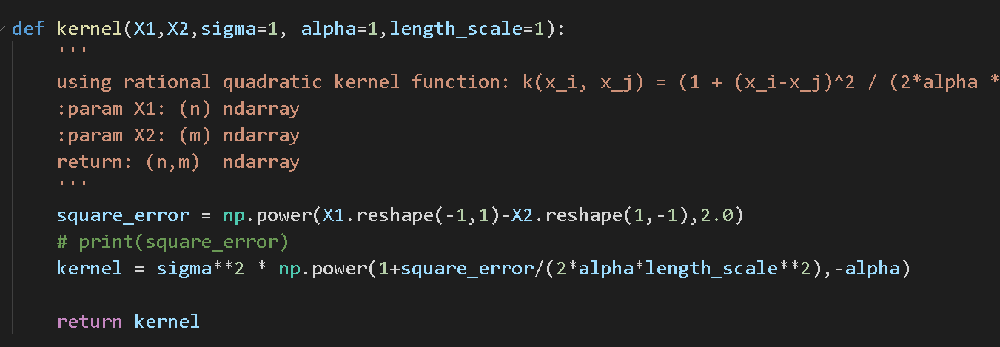 def kernel(X1,X2,sigma=1, alpha=1,length_scale=1):
'''
using rational quadratic kernel function: k(x_i, x_j) = (1 + (x_i-x_j)^2 / (2*alpha *
:param X1: (n) ndarray
:param X2: (m) ndarray
return: (n,m)  ndarray
'''
square_error = np.power(X1.reshape(-1,1)-X2.reshape(1,-1),2.0)
# print(square_error)
kernel = sigma**2 * np.power(1+square_error/(2*alpha*length_scale**2),-alpha)
return kernel